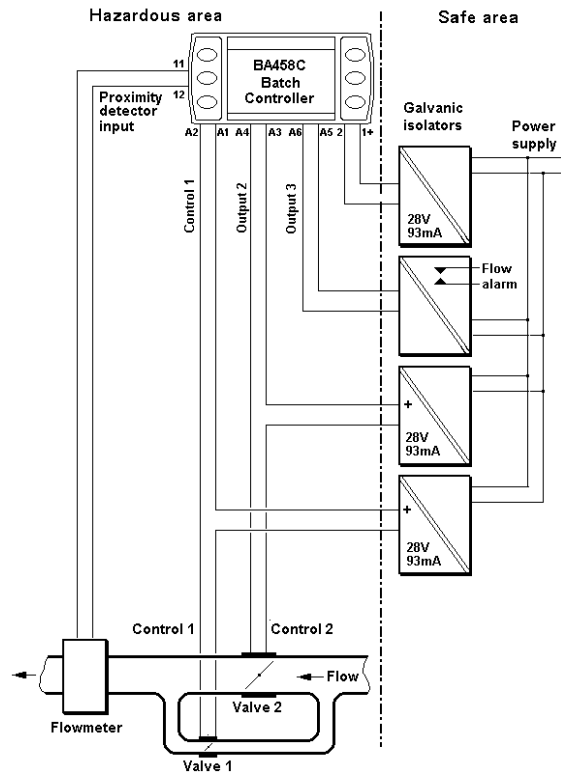 Hazardous area
Safe area
11
12
BA458C
Batch
Controller
Proximity
detector
input
A2
A1
A4
A3
A6
A5
2
1+
Control 1
Output 2
Output 3
Galvanic
isolators
Power
supply
28V
93mA
Flow
alarm
+
28V
93mA
+
28V
93mA
Control 1
Control 2
Flow
Flowmeter
Valve 2
Valve 1